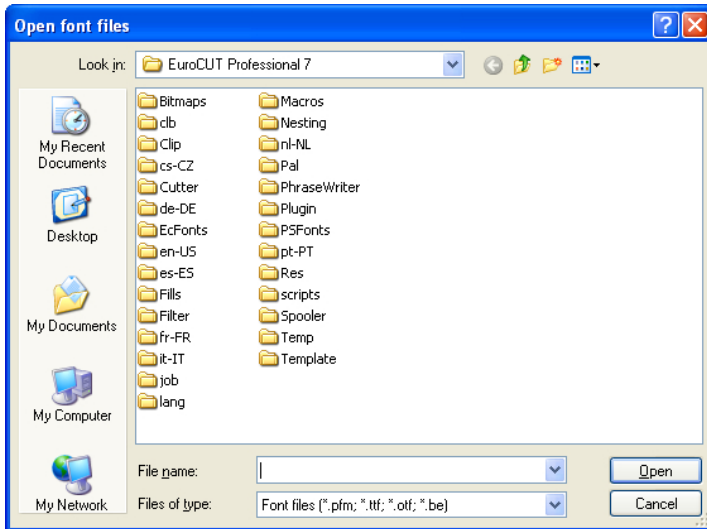 Open font files
Look in:
EuroCUT Professional 7
My Recent
Documents
Desktop
My Documents
My Computer
My Network
Bitmaps
clb
Clip
cs-CZ
Cutter
de-DE
EcFonts
en-US
es-ES
Fills
Filter
fr-FR
it-IT
job
lang
Macros
Nesting
nl-NL
Pal
PhraseWriter
Plugin
PSFonts
pt-PT
Res
scripts
Spooler
Temp
Template
File name:
Open
Files of type:
Font files (*.pfm; *.ttf; *.otf; *.be)
Cancel